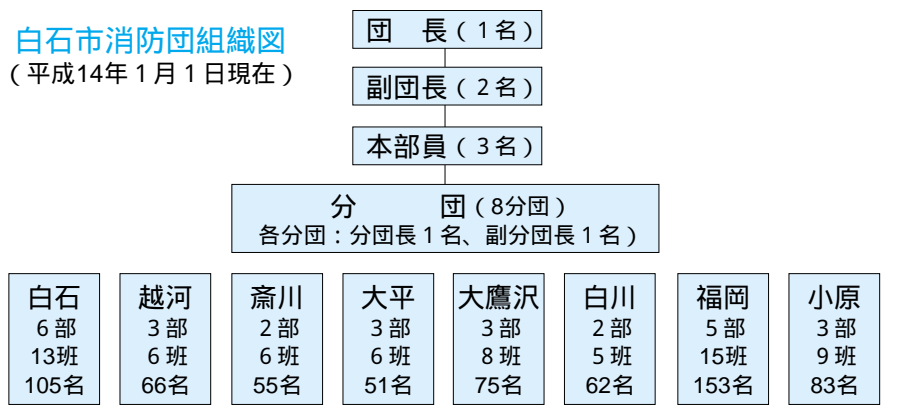 白石市消防団組織図
（平成14年１月１日現在）
団　長（１名）
副団長（２名）
本部員（３名）
分　　団（8分団）
各分団：分団長１名、副分団長１名）
白石
６部
13班
105名
越河
３部
６班
66名
斎川
２部
６班
55名
大平
３部
６班
51名
大鷹沢
３部
８班
75名
白川
２部
５班
62名
福岡
５部
15班
153名
小原
３部
９班
83名